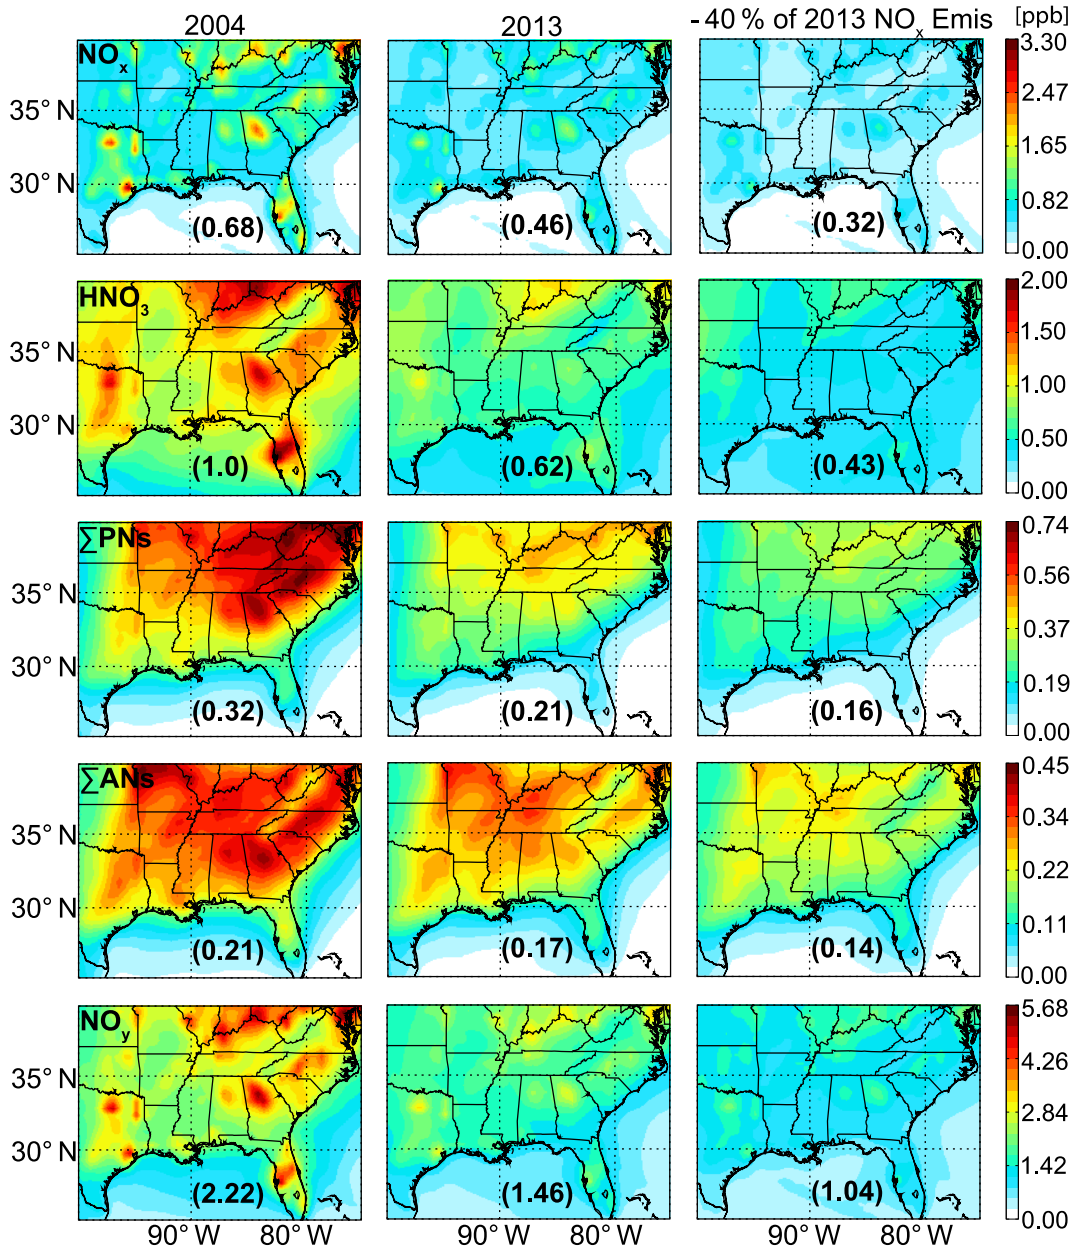 2004 2013 - 40 % of 2013 NOx Emis [ppb]
NOx
35° N
30° N
(0.68) (0.46) (0.32)
3.30
2.47
1.65
0.82
0.00
HNO3
35° N
30° N
(1.0) (0.62) (0.43)
2.00
1.50
1.00
0.50
0.00
∑PNs
35° N
30° N
(0.32) (0.21) (0.16)
0.74
0.56
0.37
0.19
0.00
∑ANs
35° N
30° N
(0.21) (0.17) (0.14)
0.45
0.34
0.22
0.11
0.00
NOy
35° N
30° N
(2.22) (1.46) (1.04)
5.68
4.26
2.84
1.42
0.00
90° W 80° W 90° W 80° W 90° W 80° W